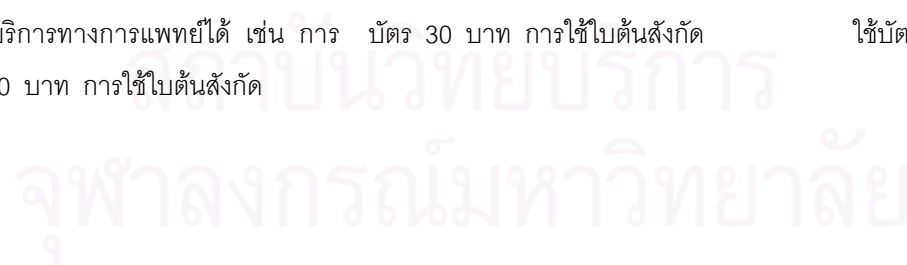 บริการทางการแพทย์ได้ เช่น การ บัตร 30 บาท การใช้ใบต้นสังกัด ใช้บัต
0 บาท การใช้ใบต้นสังกัด
สถาบันวิทยบริการ
จุฬาลงกรณ์มหาวิทยาลัย